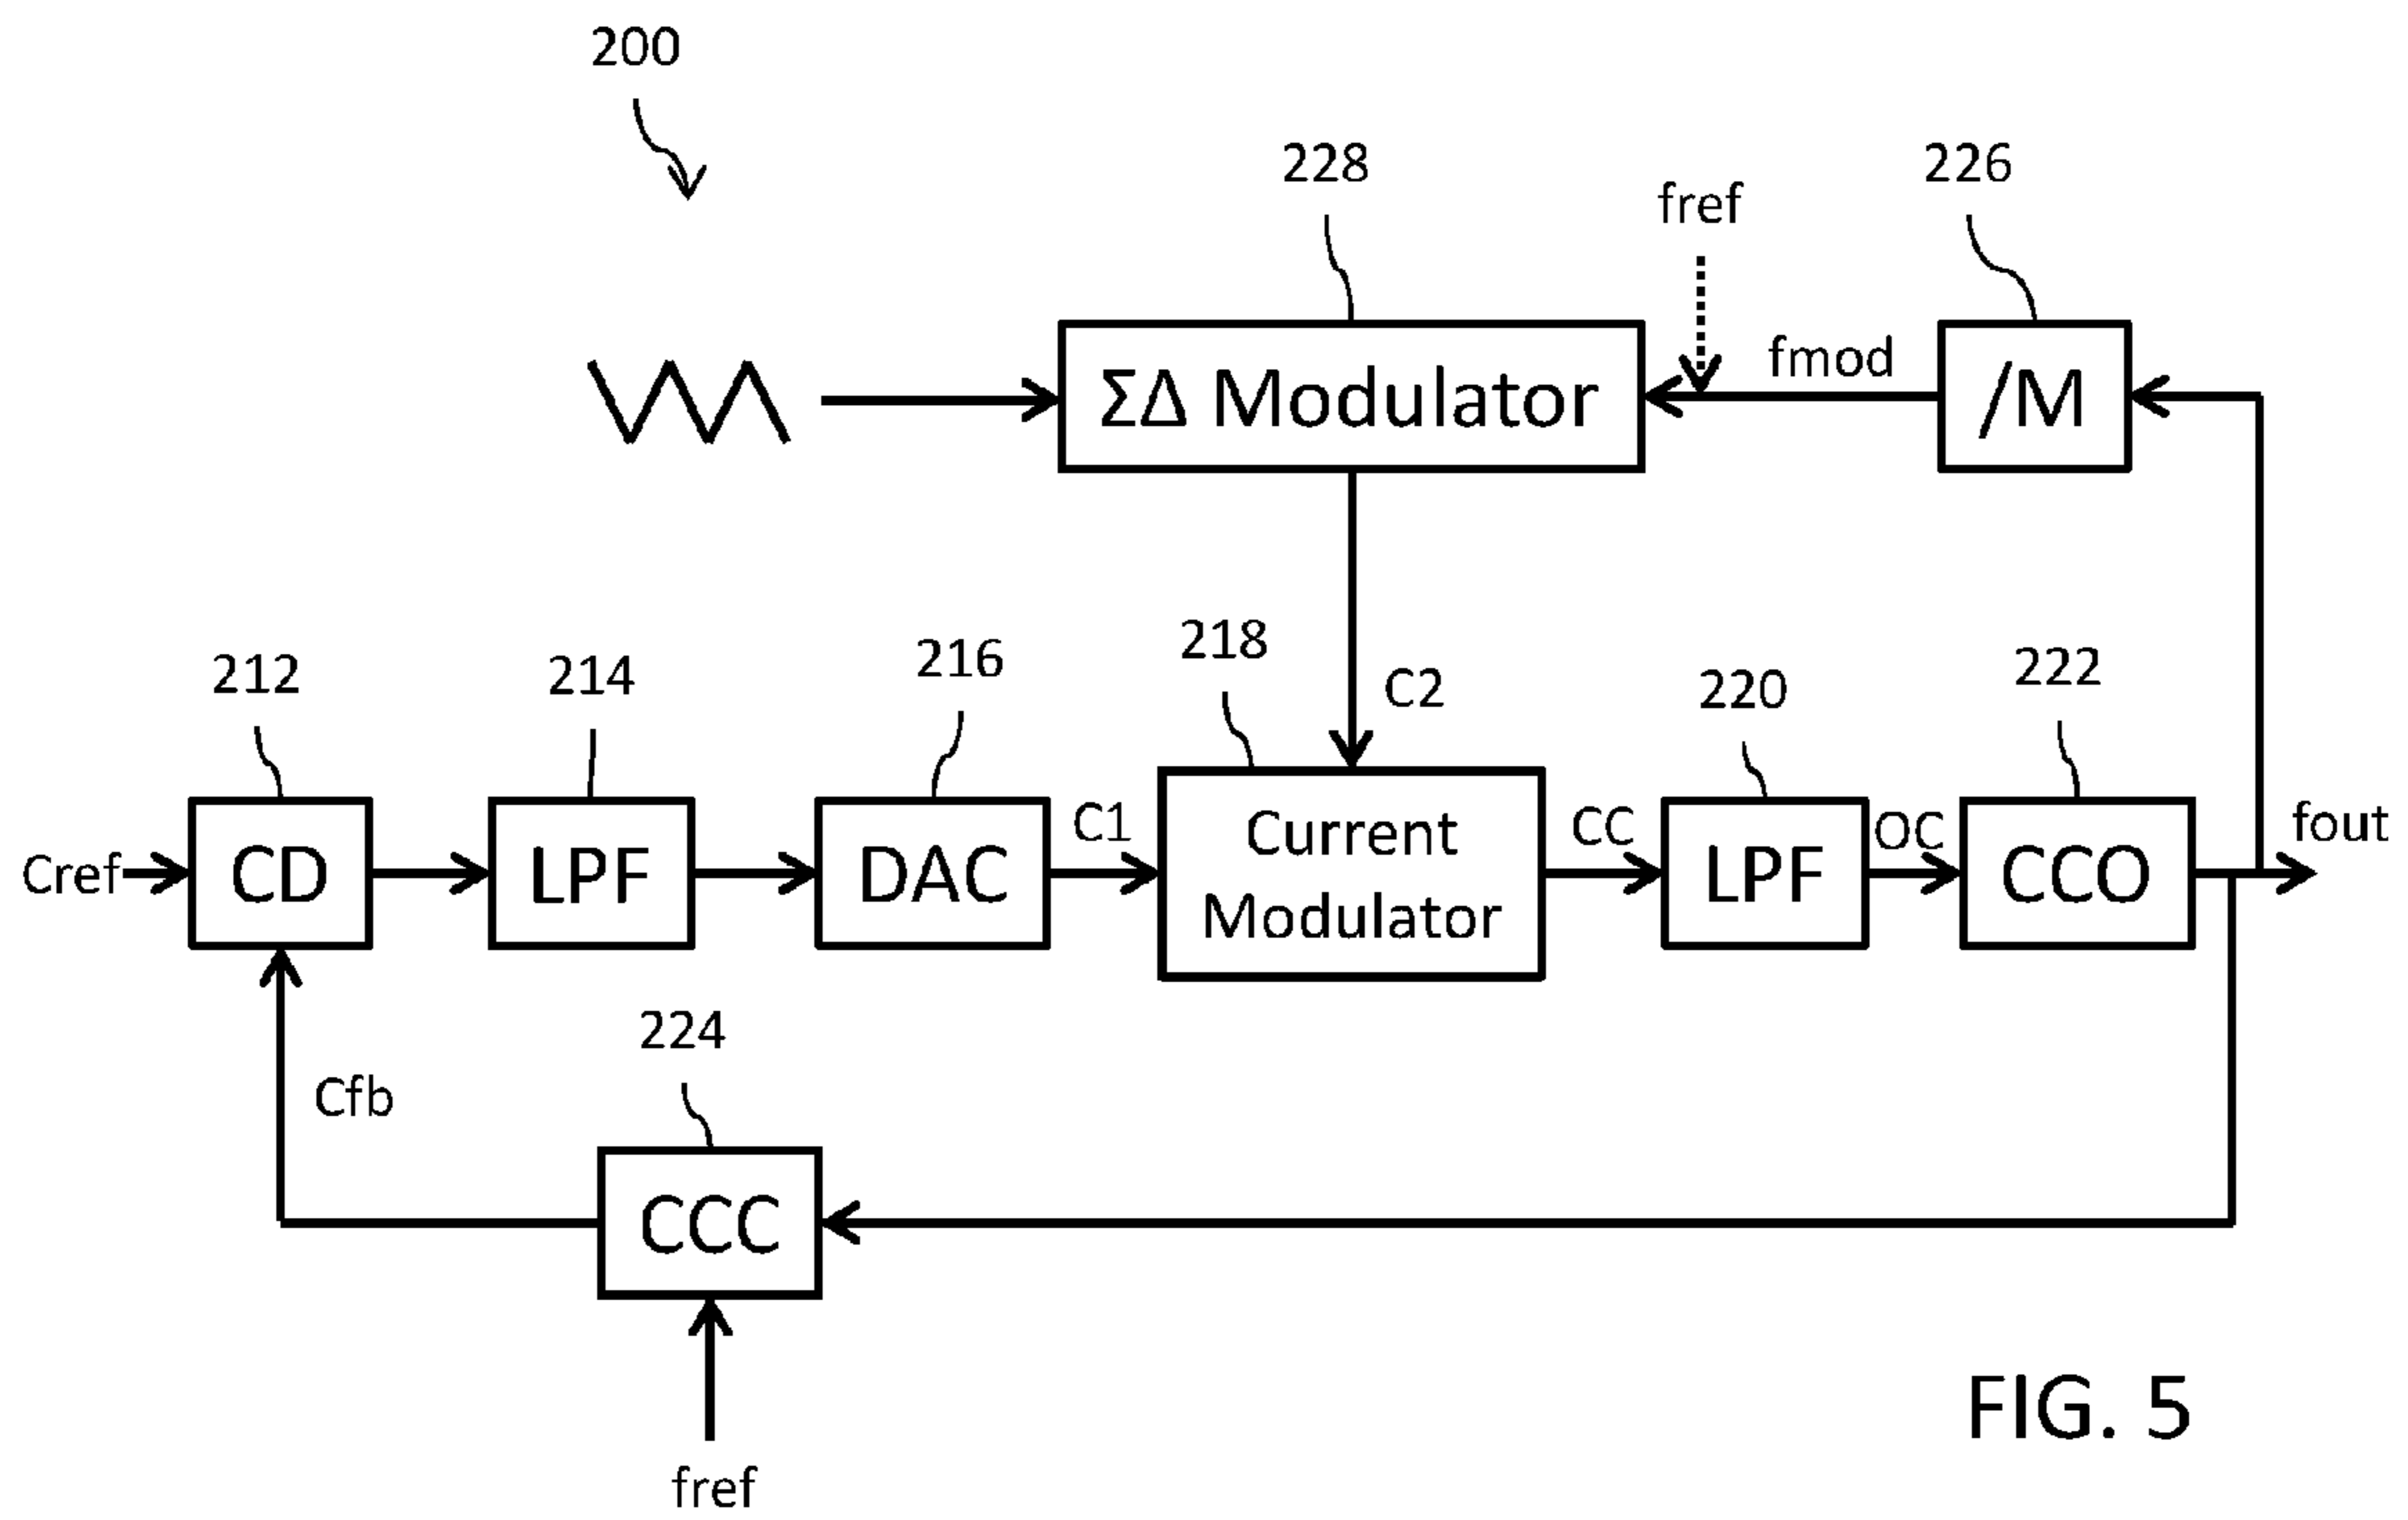 200
228
226
fref
ΣΔ Modulator
fmod
/M
212
214
216
218
C2
220
222
Cref
CD
LPF
DAC
C1
Current
Modulator
CC
LPF
OC
CCO
fout
Cfb
224
CCC
fref
FIG. 5